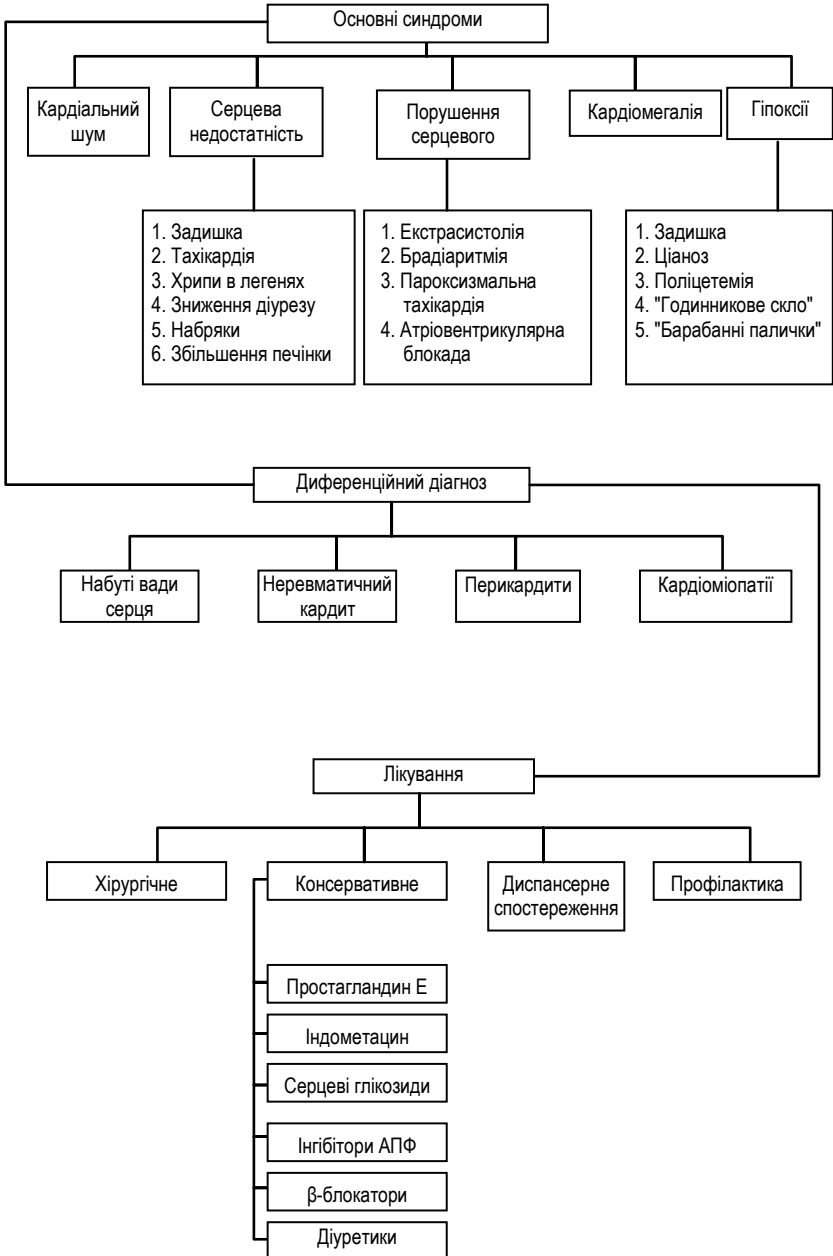 Основні синдроми
Кардіальний
шум
Серцева
недостатність
Порушення
серцевого
Кардіомегалія
Гіпоксії
1. Задишка
2. Тахікардія
3. Хрипи в легенях
4. Зниження діурезу
5. Набряки
6. Збільшення печінки
1. Екстрасистолія
2. Брадіаритмія
3. Пароксизмальна
тахікардія
4. Атріовентрикулярна
блокада
1. Задишка
2. Ціаноз
3. Поліцетемія
4. "Годинникове скло"
5. "Барабанні палички"
Диференційний діагноз
Набуті вади
серця
Неревматичний
кардит
Перикардити
Кардіоміопатії
Лікування
Хірургічне
Консервативне
Диспансерне
спостереження
Профілактика
Простагландин Е
Індометацин
Серцеві глікозиди
Інгібітори АПФ
β-блокатори
Діуретики